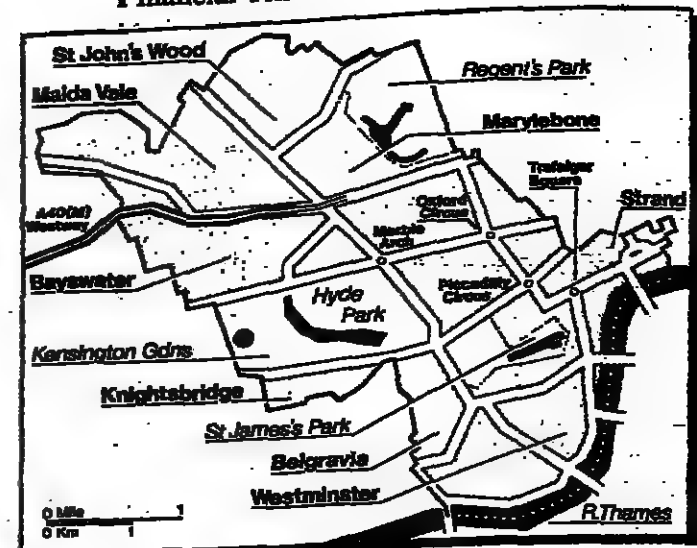 Financial
St John's Wood
Regent's Park
Maida Vale
Marylebone
Trafalgar
Square
Oxford
Circus
Strand
A40(M)
Westway
Marble
Arch
Bayswater
Piccadilly
Circus
Hyde
Park
Kensington Gdns
Knightsbridge
St James's Park
Belgravia
Westminster
0 Mile 1
0 Km 1
R.Thames